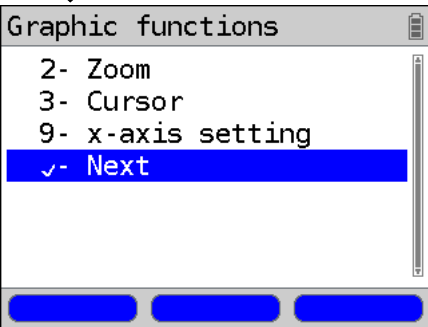 Graphic functions
2- Zoom
3- Cursor
9- x-axis setting
✓- Next